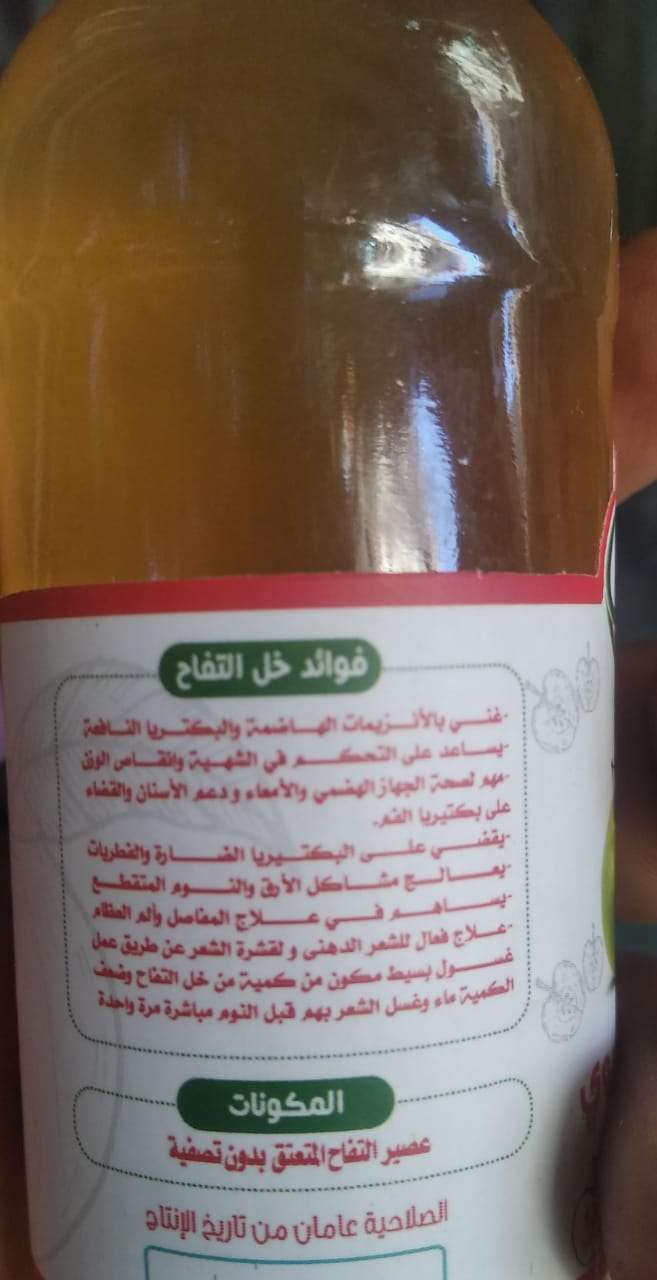 فوائد خل التفاح
-غني بالأنزيمات الهاضمة والبكتريا النافعة
-يساعد على التحكم في الشهية وانقاص الوزن
-مهم لصحة الجهاز الهضمي والأمعاء ودعم الأسنان والقضاء
على بكتيريا الفم.
-يقضي على البكتيريا الضارة والفطريات
-يعالج مشاكل الأرق والنوم المتقطع
-يساهم في علاج المفاصل وألم العظام
-علاج فعال للشعر الدهنى و لقشرة الشعر عن طريق عمل
غسول بسيط مكون من كمية من خل التفاح وضعف
الكمية ماء وغسل الشعر بهم قبل النوم مباشرة مرة واحدة
المكونات
عصير التفاح المتعتق بدون تصفية
الصلاحية عامان من تاريخ الإنتاج